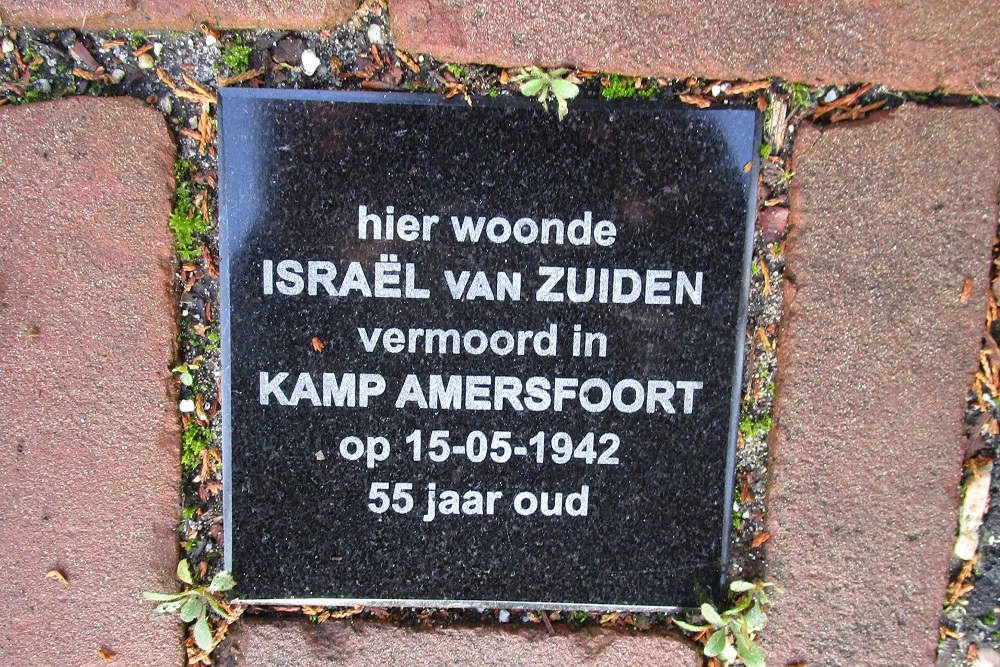 hier woonde
ISRAËL VAN ZUIDEN
vermoord in
KAMP AMERSFOORT
op 15-05-1942
55 jaar oud